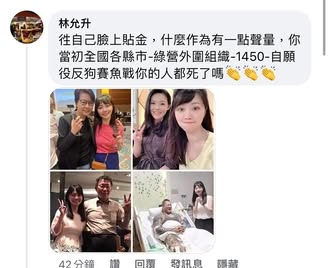 林允升
徃自己臉上貼金，什麼作為有一點聲量，你
當初全國各縣市-綠營外圍組織-1450-自願
役反狗賽魚戰你的人都死了嗎👏👏👏
42分鐘 讚 回覆 發訊息 隱藏